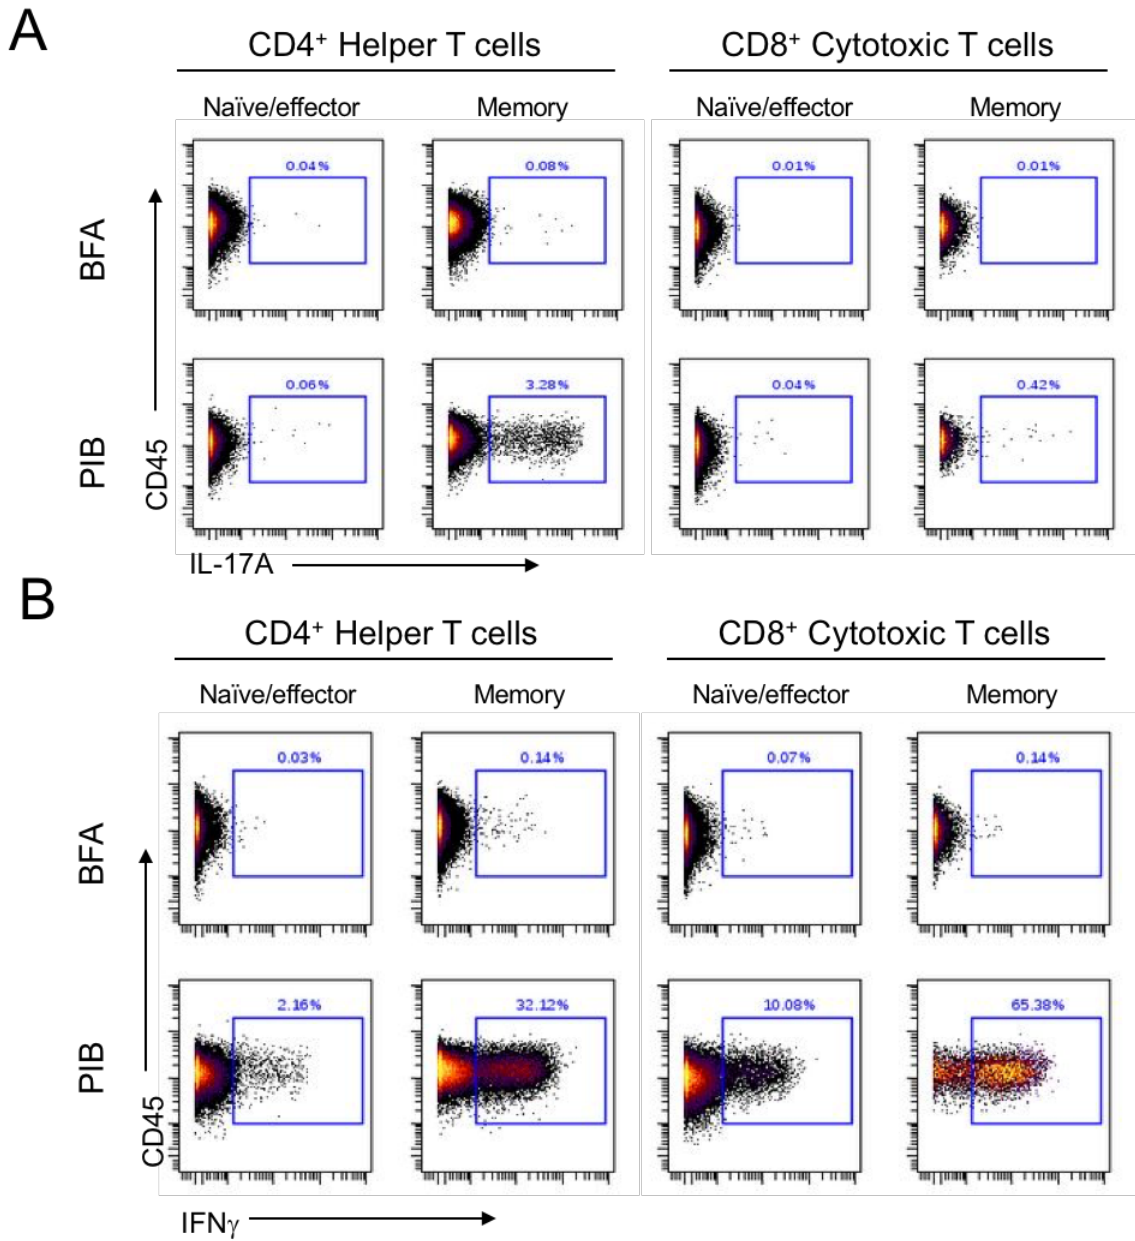 A
CD4+ Helper T cells
CD8+ Cytotoxic T cells
Naïve/effector
Memory
Naïve/effector
Memory
BFA
0.04%
0.08%
0.01%
0.01%
PIB
0.06%
3.28%
0.04%
0.42%
CD45
IL-17A
B
CD4+ Helper T cells
CD8+ Cytotoxic T cells
Naïve/effector
Memory
Naïve/effector
Memory
BFA
0.03%
0.14%
0.07%
0.14%
PIB
2.16%
32.12%
10.08%
65.38%
CD45
IFNγ